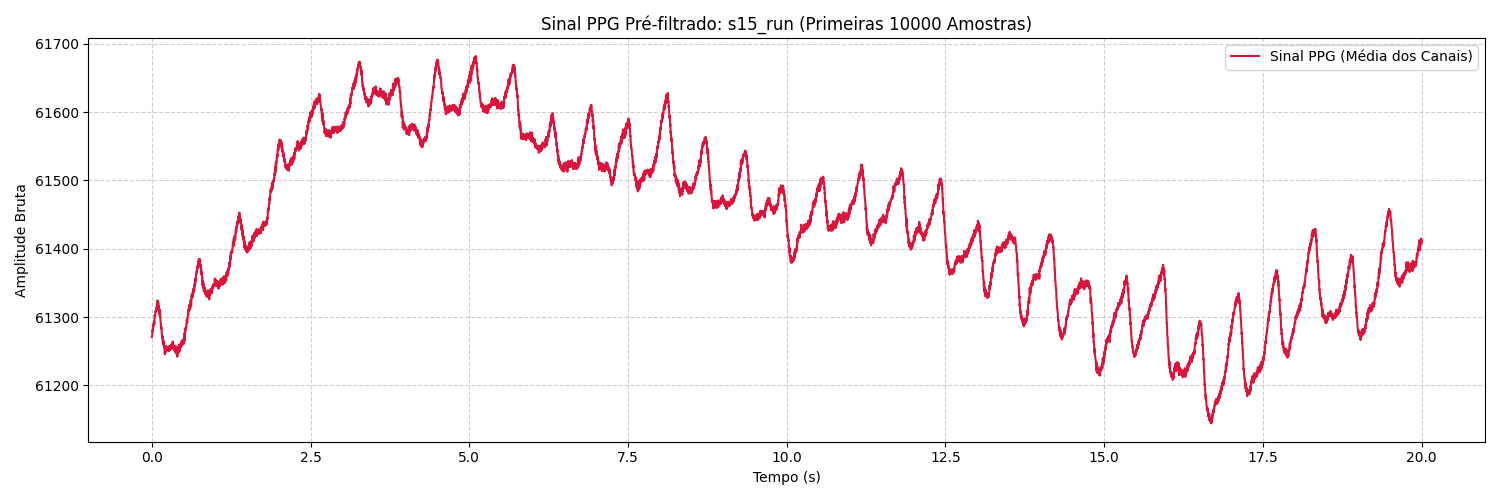 Sinal PPG Pré-filtrado: s15_run (Primeiras 10000 Amostras)
Sinal PPG (Média dos Canais)
Amplitude Bruta
61700
61600
61500
61400
61300
61200
0.0 2.5 5.0 7.5 10.0 12.5 15.0 17.5 20.0
Tempo (s)